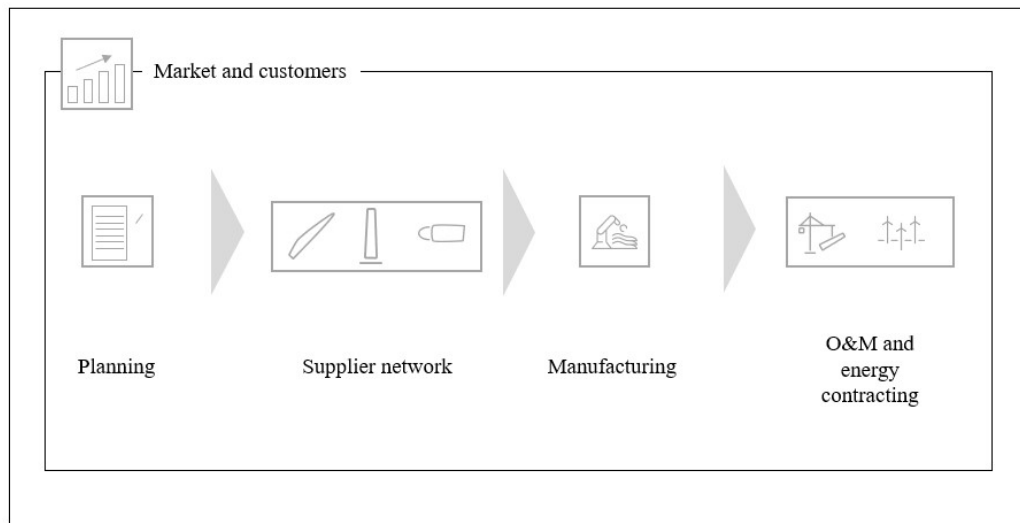 Market and customers
Planning
Supplier network
Manufacturing
O&M and
energy
contracting